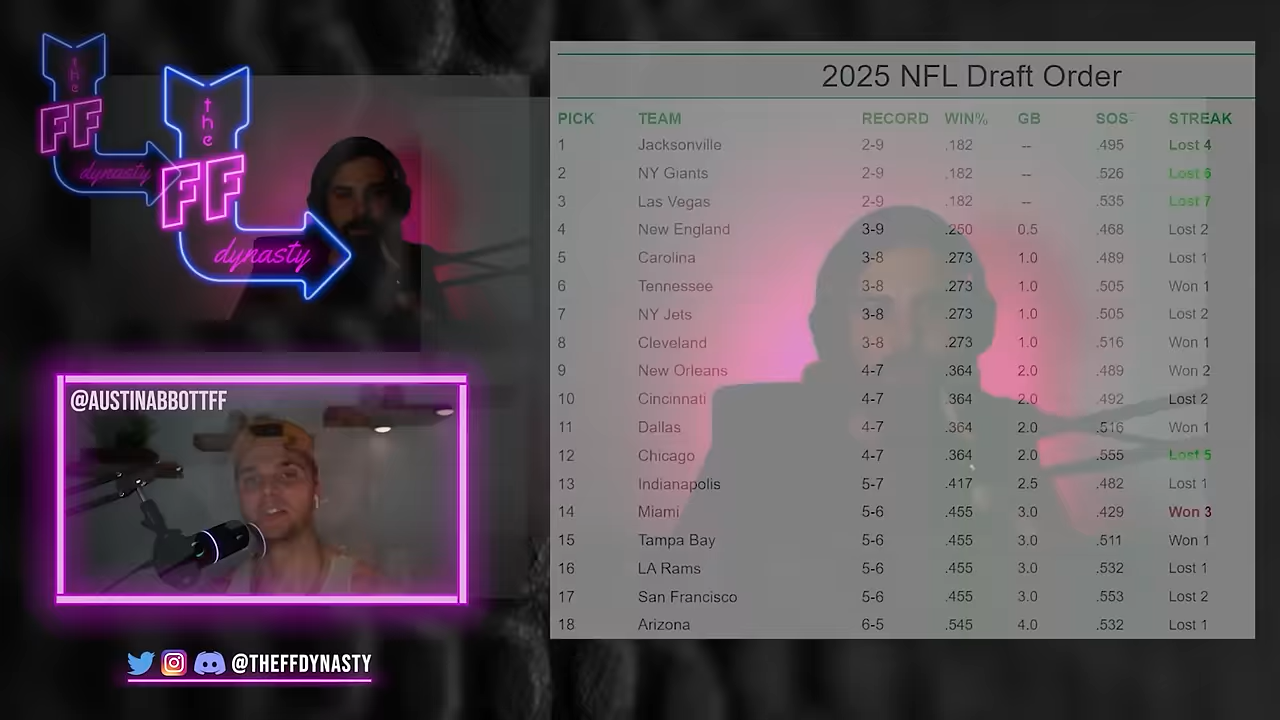 the
FF
dynasty
the
FF
dynasty
@AUSTINABBOTTFF
@THEFFDYNASTY
2025 NFL Draft Order
PICK TEAM RECORD WIN% GB SOS STREAK
1 Jacksonville 2-9 .182 -- .495 Lost 4
2 NY Giants 2-9 .182 -- .526 Lost 6
3 Las Vegas 2-9 .182 -- .535 Lost 7
4 New England 3-9 .250 0.5 .468 Lost 2
5 Carolina 3-8 .273 1.0 .489 Lost 1
6 Tennessee 3-8 .273 1.0 .505 Won 1
7 NY Jets 3-8 .273 1.0 .505 Lost 2
8 Cleveland 3-8 .273 1.0 .516 Won 1
9 New Orleans 4-7 .364 2.0 .489 Won 2
10 Cincinnati 4-7 .364 2.0 .492 Lost 2
11 Dallas 4-7 .364 2.0 .516 Won 1
12 Chicago 4-7 .364 2.0 .555 Lost 5
13 Indianapolis 5-7 .417 2.5 .482 Lost 1
14 Miami 5-6 .455 3.0 .429 Won 3
15 Tampa Bay 5-6 .455 3.0 .511 Won 1
16 LA Rams 5-6 .455 3.0 .532 Lost 1
17 San Francisco 5-6 .455 3.0 .553 Lost 2
18 Arizona 6-5 .545 4.0 .532 Lost 1